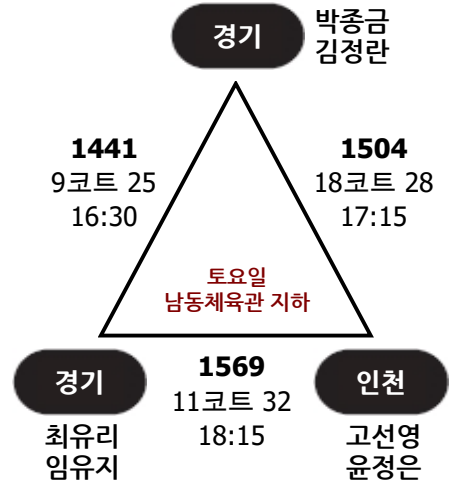 경기
박종금
김정란
1441
9코트 25
16:30
1504
18코트 28
17:15
토요일
남동체육관 지하
경기
최유리
임유지
1569
11코트 32
18:15
인천
고선영
윤정은